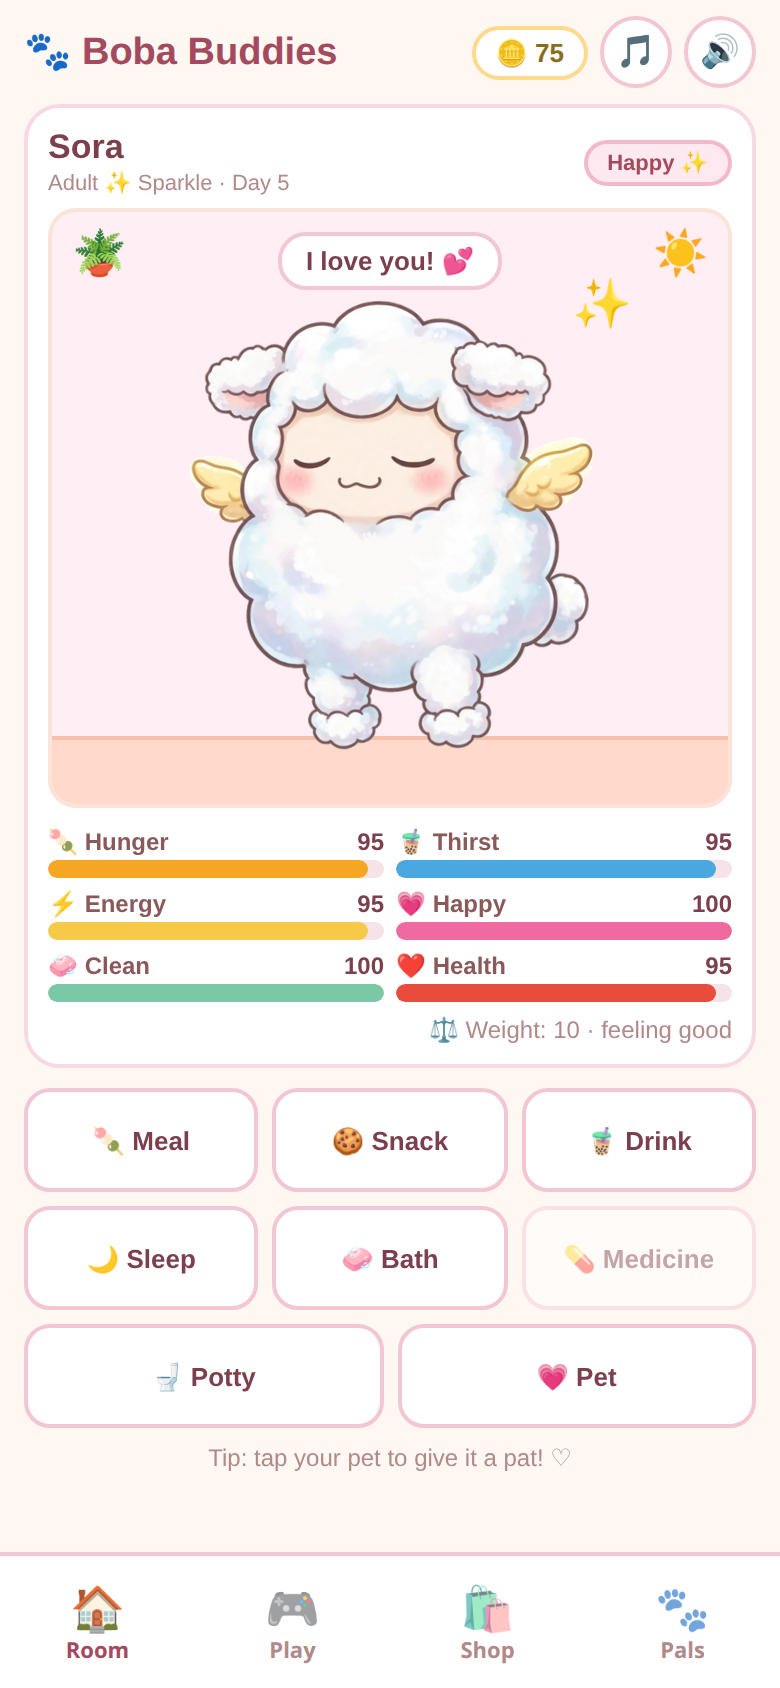 🐾 Boba Buddies
🪙 75
🎵 🔊
Sora
Adult ✨ Sparkle · Day 5
Happy ✨
I love you! 💕
🍡 Hunger 95
🧋 Thirst 95
⚡ Energy 95
💗 Happy 100
🧼 Clean 100
❤️ Health 95
⚖️ Weight: 10 · feeling good
🍡 Meal
🍪 Snack
🧋 Drink
🌙 Sleep
🧼 Bath
💊 Medicine
🚽 Potty
💗 Pet
Tip: tap your pet to give it a pat! ♡
Room
Play
Shop
Pals